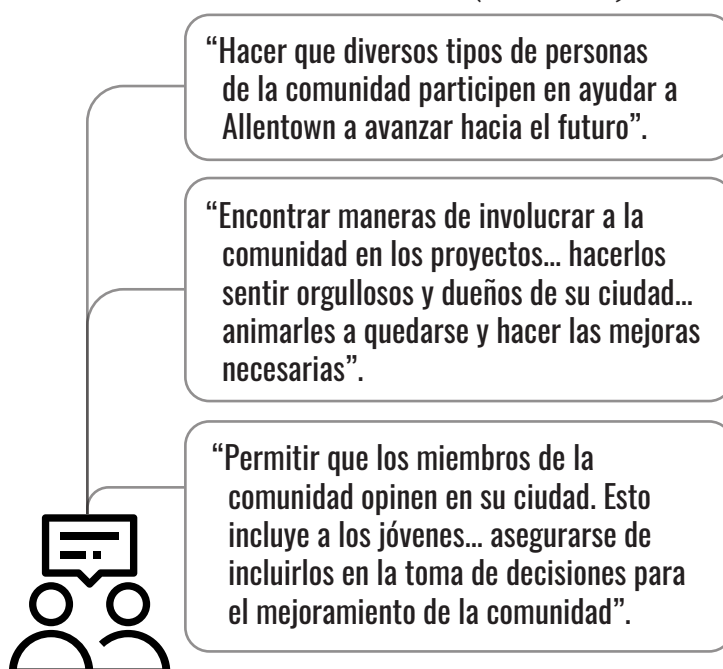 “Hacer que diversos tipos de personas
de la comunidad participen en ayudar a
Allentown a avanzar hacia el futuro”.
“Encontrar maneras de involucrar a la
comunidad en los proyectos... hacerlos
sentir orgullosos y dueños de su ciudad...
animarles a quedarse y hacer las mejoras
necesarias”.
“Permitir que los miembros de la
comunidad opinen en su ciudad. Esto
incluye a los jóvenes... asegurarse de
incluirlos en la toma de decisiones para
el mejoramiento de la comunidad”.